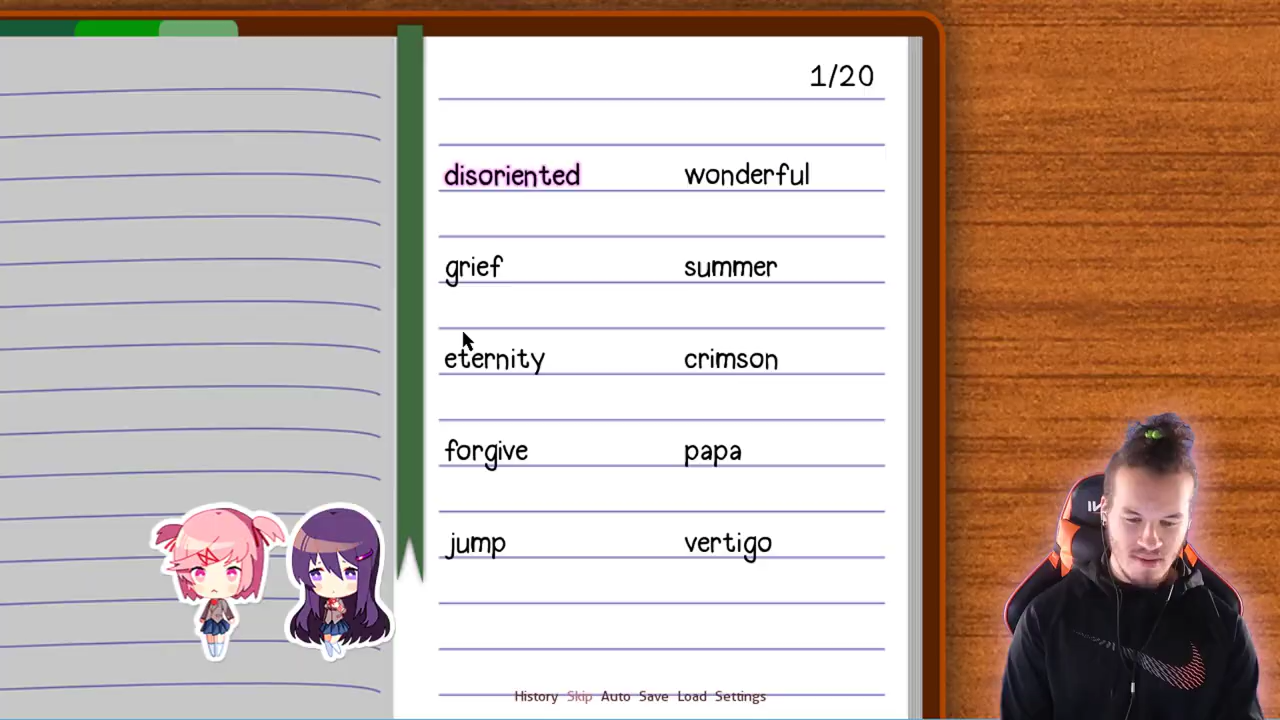 1/20
disoriented wonderful
grief summer
eternity crimson
forgive papa
jump vertigo
History Skip Auto Save Load Settings